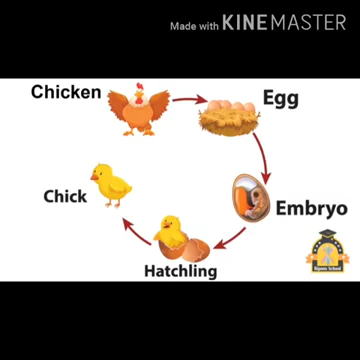 Made with KINEMASTER
Chicken
Egg
Chick
Embryo
Hatchling